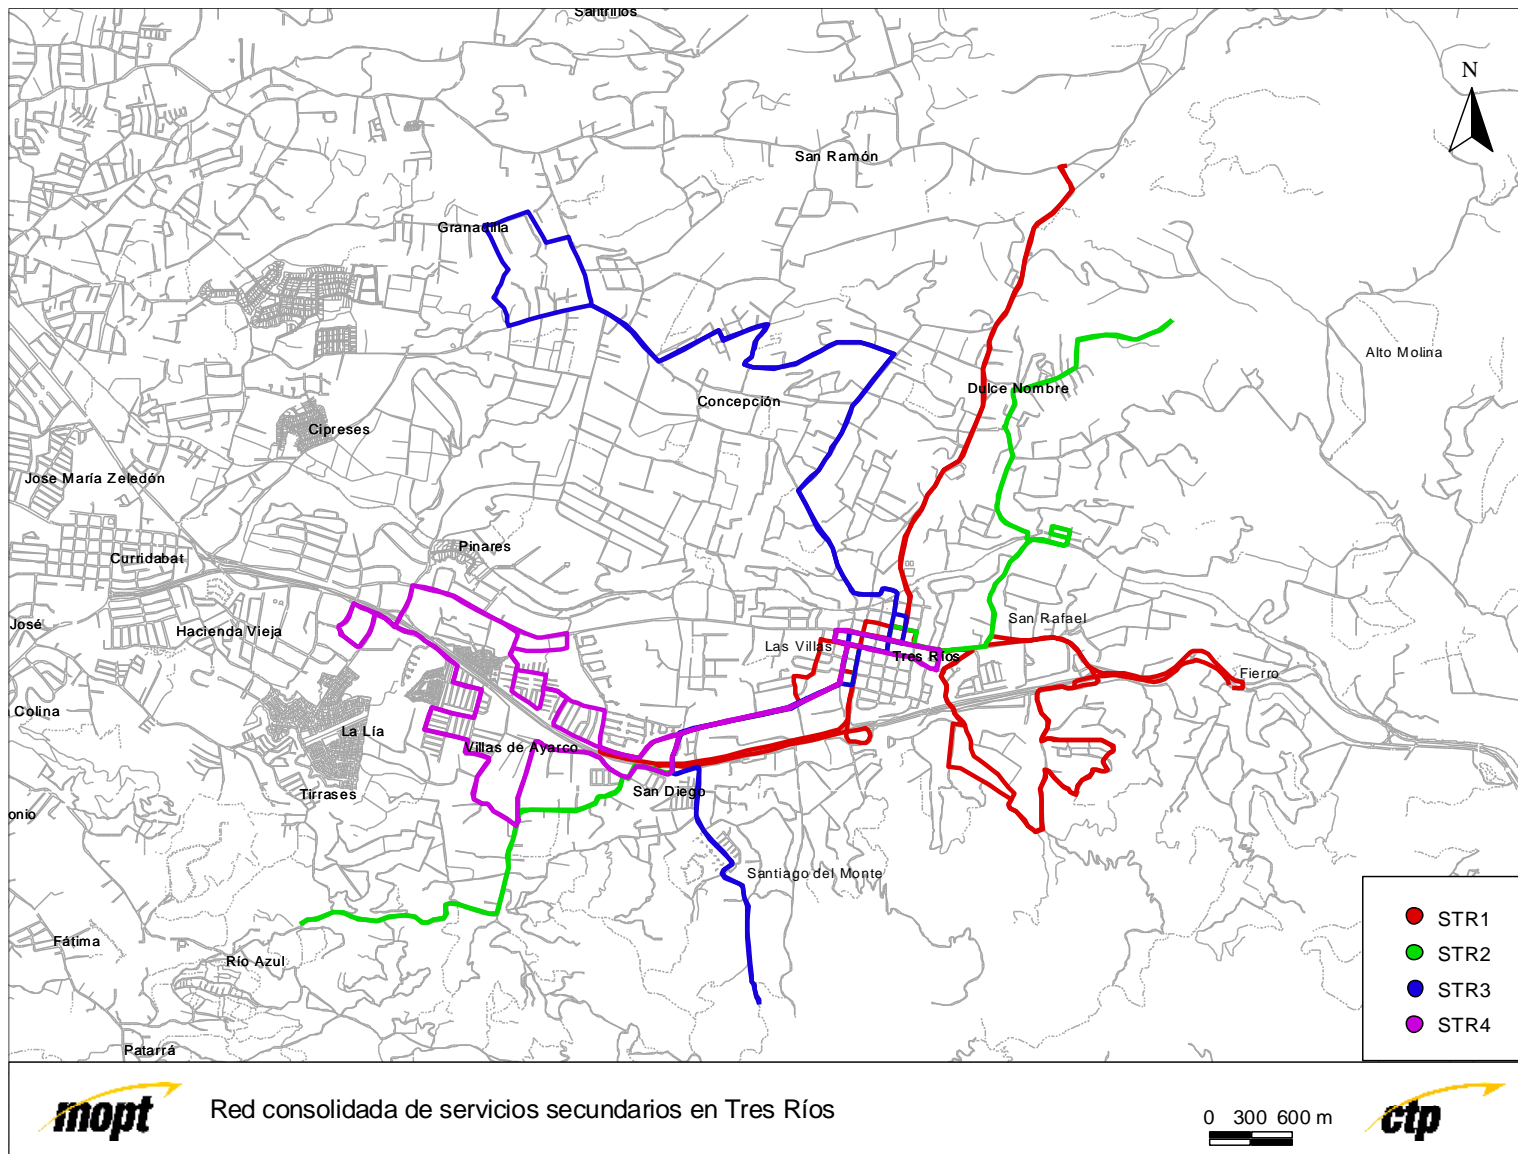 Santrillos
N
San Ramón
Granadilla
Alto Molina
Dulce Nombre
Concepción
Cipreses
Jose María Zeledón
Pinares
Curridabat
San Rafael
José
Hacienda Vieja
Las Villas
Tres Ríos
Fierro
Colina
La Lía
Villas de Ayarco
Tirrases
San Diego
onio
Santiago del Monte
STR1
Fátima
STR2
Río Azul
STR3
STR4
Patarrá
mopt
Red consolidada de servicios secundarios en Tres Ríos
0 300 600 m
ctp